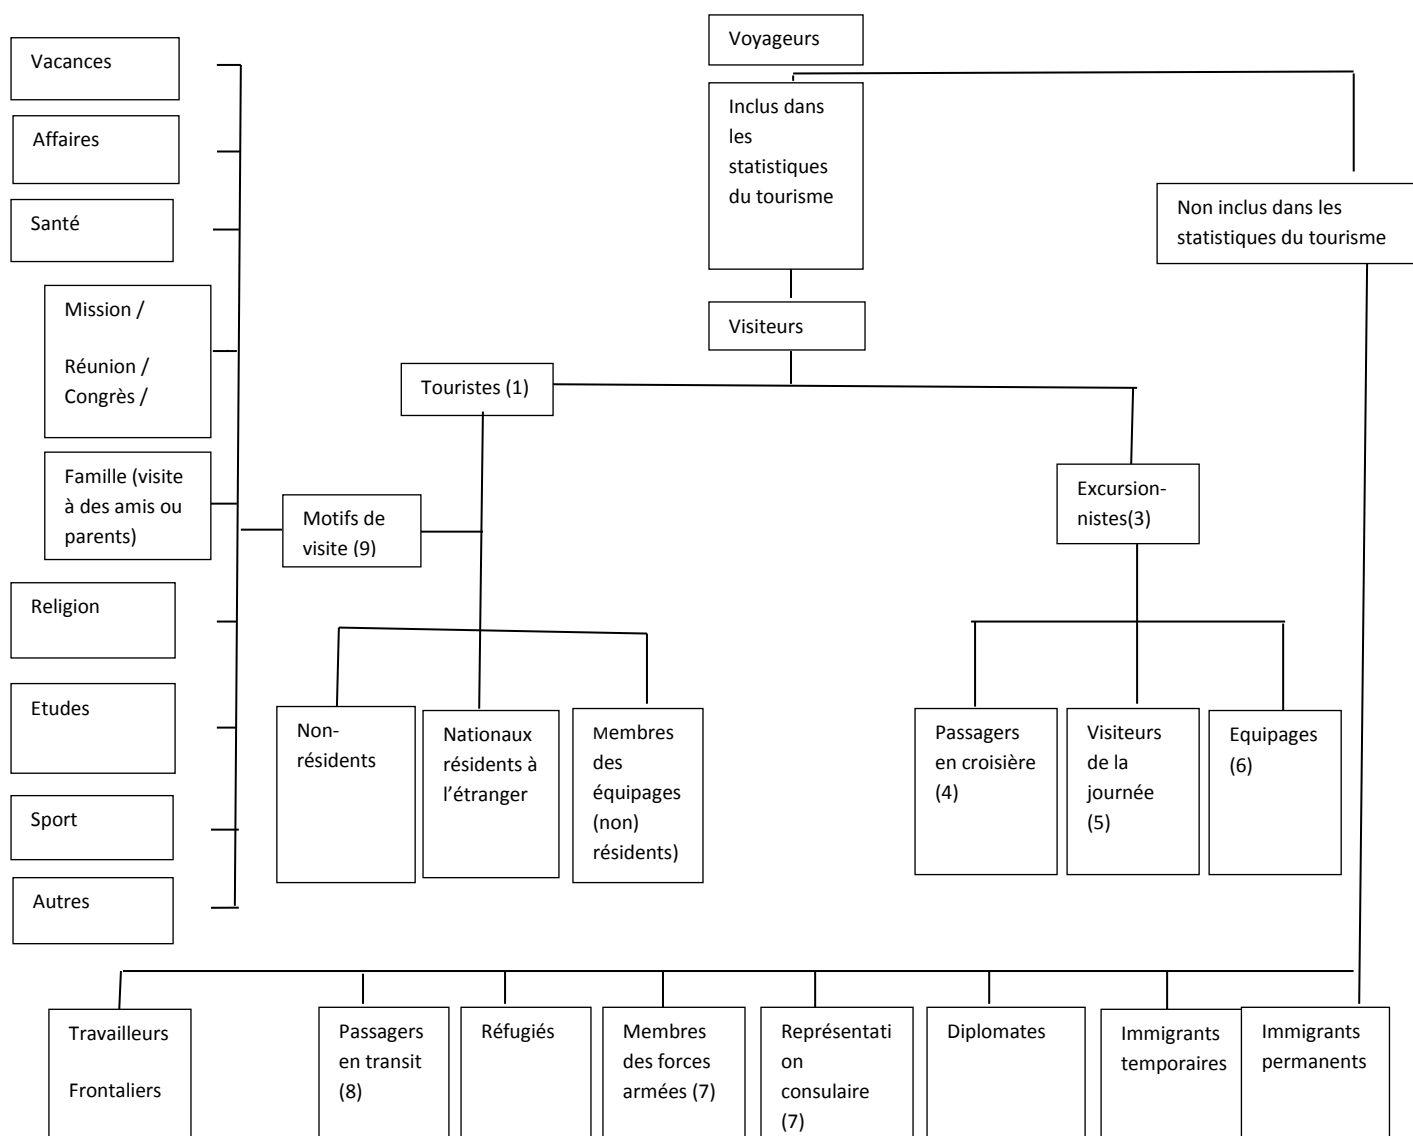 Voyageurs
Vacances
Affaires
Santé
Mission /
Réunion /
Congrès /
Famille (visite
à des amis ou
parents)
Religion
Etudes
Sport
Autres
Inclus dans
les
statistiques
du tourisme
Non inclus dans les
statistiques du tourisme
Visiteurs
Touristes (1)
Excursion-
nistes(3)
Motifs de
visite (9)
Non-
résidents
Nationaux
résidents à
l’étranger
Membres
des
équipages
(non)
résidents)
Passagers
en croisière
(4)
Visiteurs
de la
journée
(5)
Equipages
(6)
Travailleurs
Frontaliers
Passagers
en transit
(8)
Réfugiés
Membres
des forces
armées (7)
Représentati
on
consulaire
(7)
Diplomates
Immigrants
temporaires
Immigrants
permanents